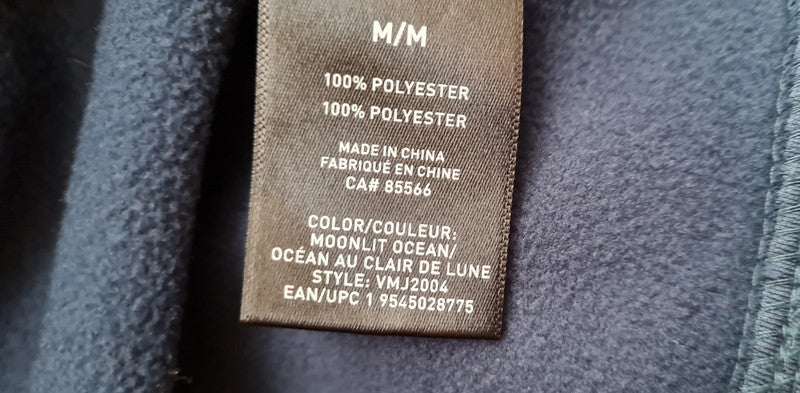 M/M
100% POLYESTER
100% POLYESTER
MADE IN CHINA
FABRIQUÉ EN CHINE
CA# 85566
COLOR/COULEUR:
MOONLIT OCEAN/
OCÉAN AU CLAIR DE LUNE
STYLE: VMJ2004
EAN/UPC 1 9545028775